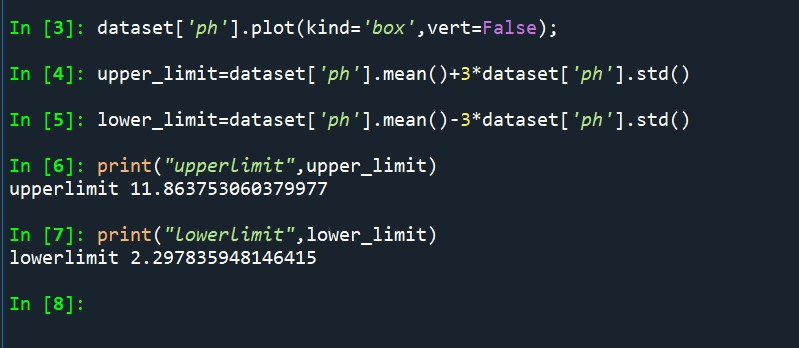 In [3]: dataset['ph'].plot(kind='box',vert=False);
In [4]: upper_limit=dataset['ph'].mean()+3*dataset['ph'].std()
In [5]: lower_limit=dataset['ph'].mean()-3*dataset['ph'].std()
In [6]: print("upperlimit",upper_limit)
upperlimit 11.863753060379977
In [7]: print("lowerlimit",lower_limit)
lowerlimit 2.297835948146415
In [8]: